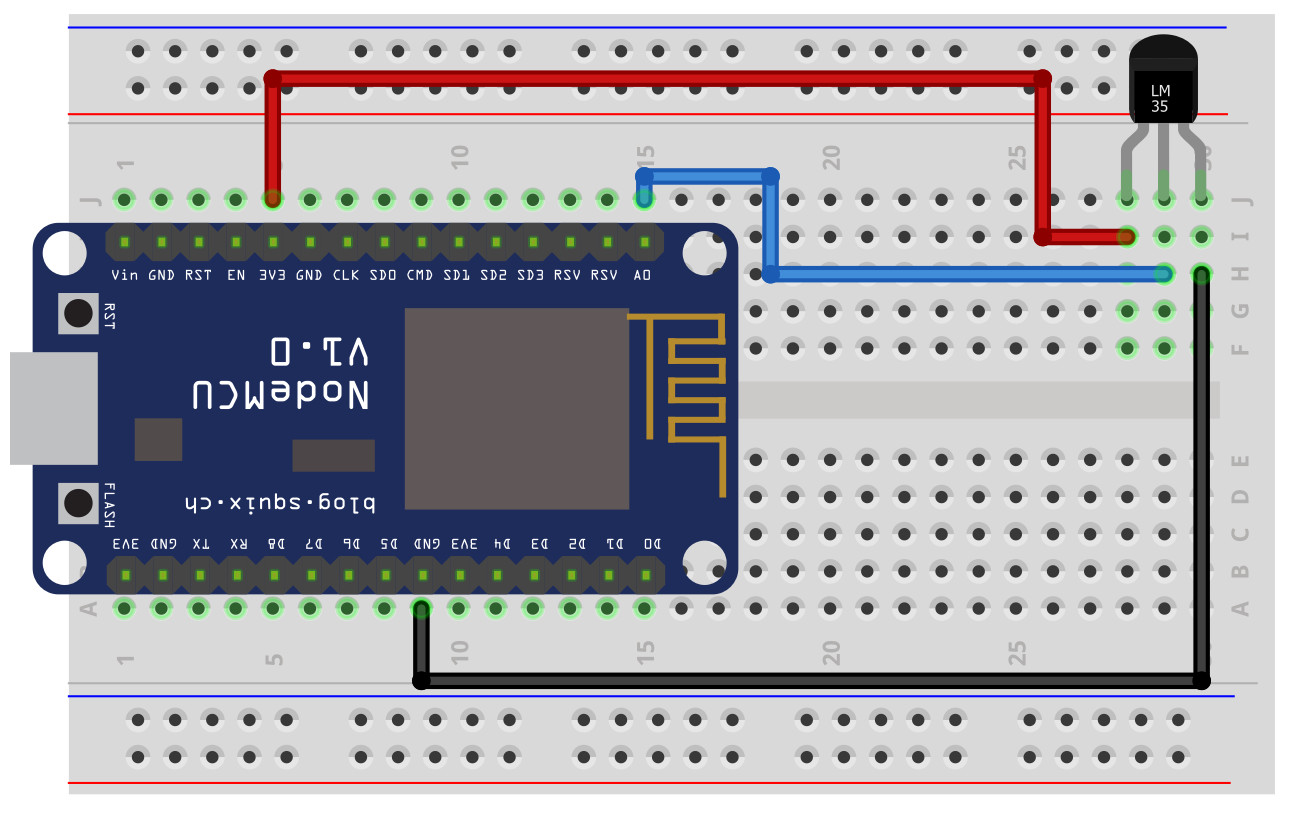 LM
35
1 10 15 20 25 30
J J
I
Vin GND RST EN 3V3 GND CLK SD0 CMD SD1 SD2 SD3 RSV RSV A0
H
RST
G
V1.0
F
NodeMCU
E
blog.squix.ch
D
FLASH
C
3V3 GND TX RX D8 D7 D6 D5 GND 3V3 D4 D3 D2 D1 D0
B
A A
1 5 10 15 20 25